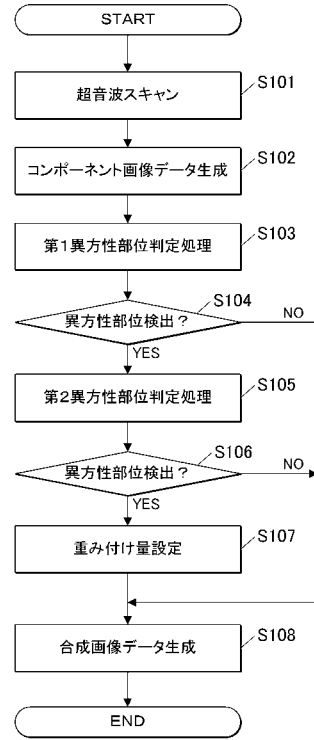 START
超音波スキャン
S101
コンポーネント画像データ生成
S102
第1異方性部位判定処理
S103
異方性部位検出？
S104
NO
YES
第2異方性部位判定処理
S105
異方性部位検出？
S106
NO
YES
重み付け量設定
S107
合成画像データ生成
S108
END